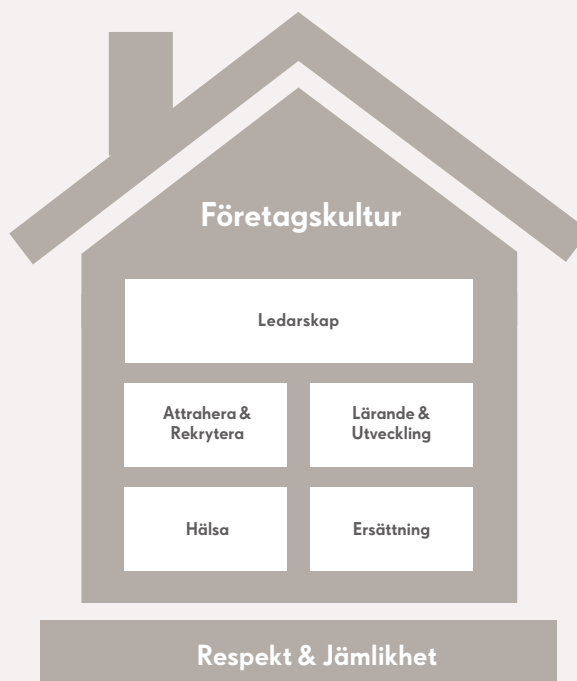 Företagskultur
Ledarskap
Attrahera &
Rekrytera
Lärande &
Utveckling
Hälsa
Ersättning
Respekt & Jämlikhet